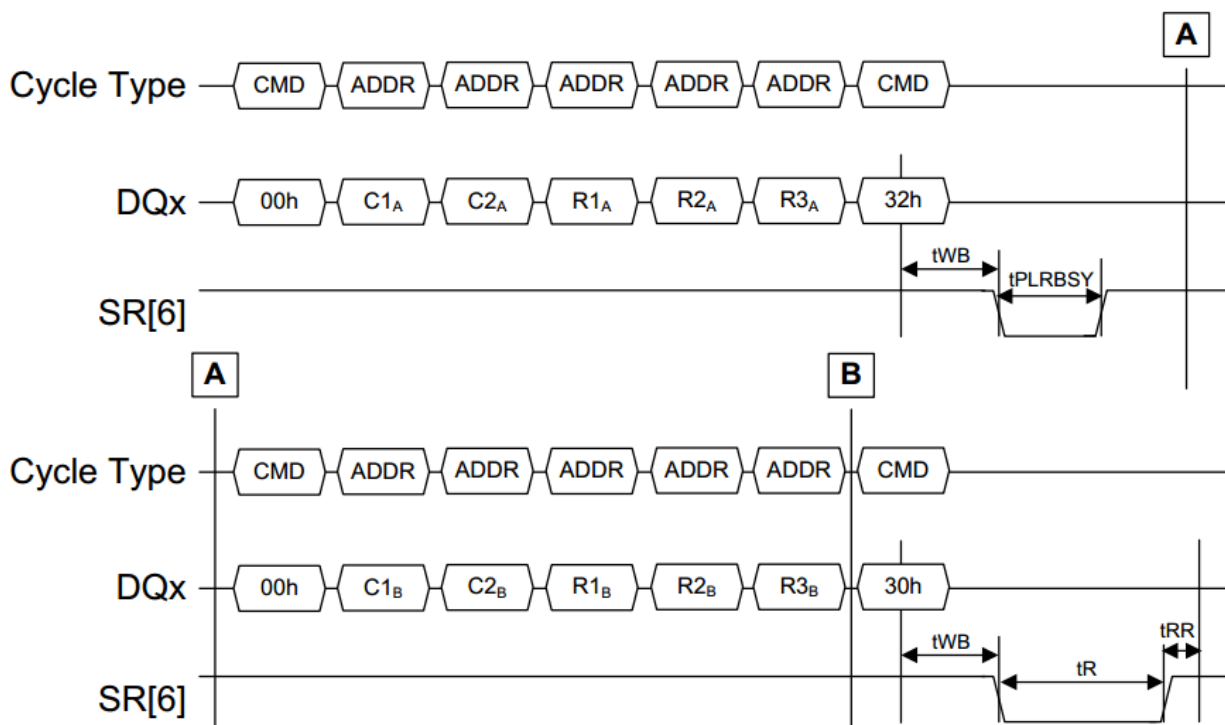 A
Cycle Type CMD ADDR ADDR ADDR ADDR ADDR CMD
DQx 00h C1A C2A R1A R2A R3A 32h
tWB
tPLRBSY
SR[6]
A B
Cycle Type CMD ADDR ADDR ADDR ADDR ADDR CMD
DQx 00h C1B C2B R1B R2B R3B 30h
tWB tR tRR
SR[6]